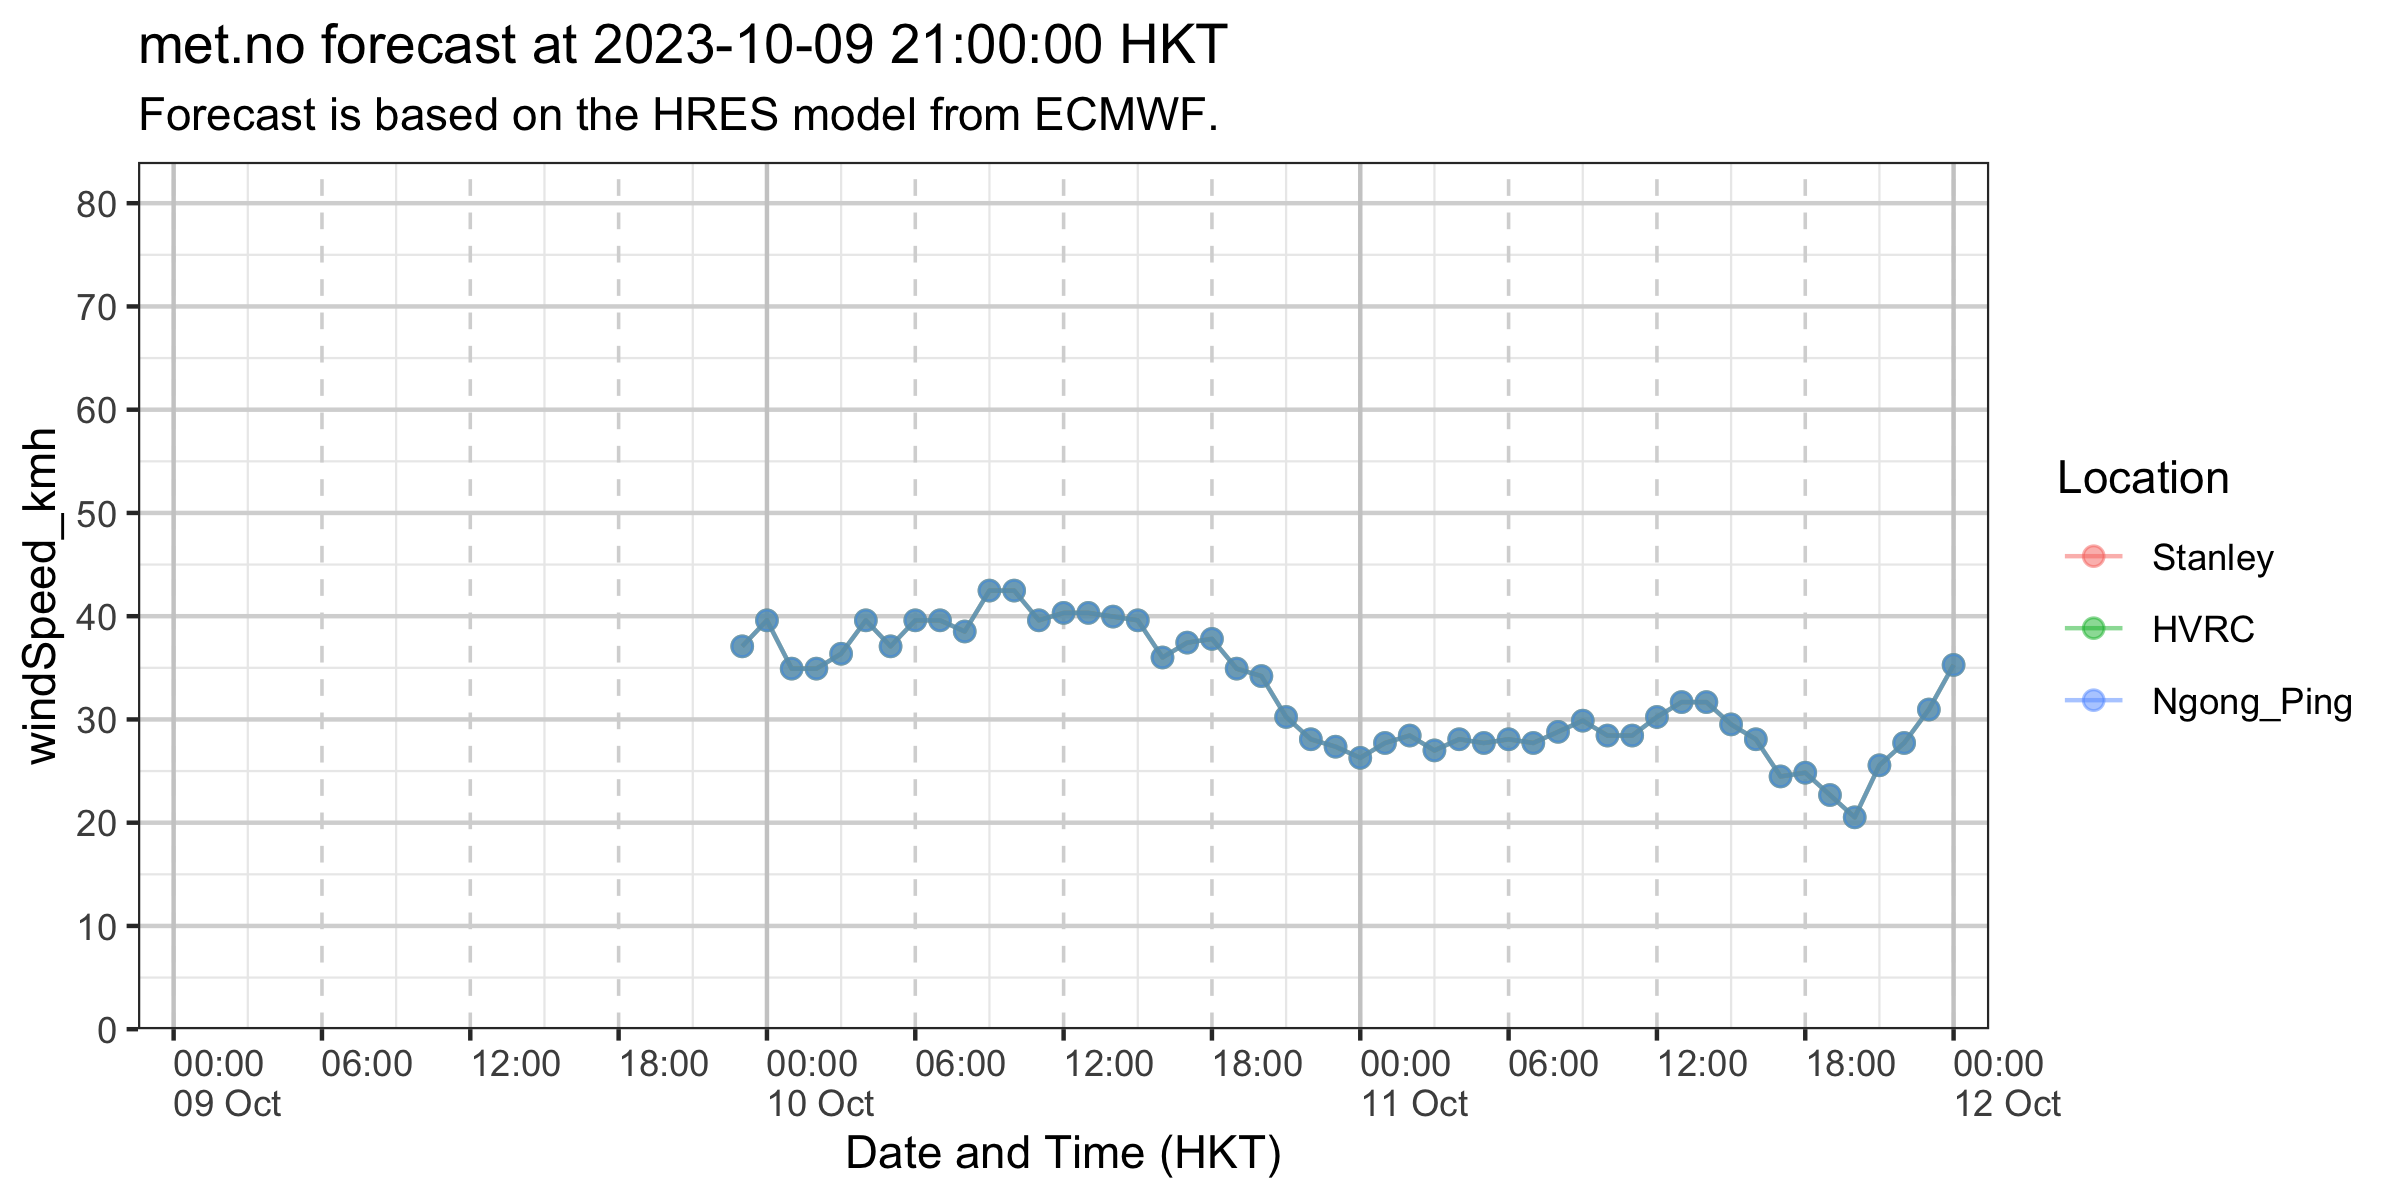 met.no forecast at 2023-10-09 21:00:00 HKT
Forecast is based on the HRES model from ECMWF.
windSpeed_kmh
80
70
60
50
40
30
20
10
0
00:00 06:00 12:00 18:00 00:00 06:00 12:00 18:00 00:00 06:00 12:00 18:00 00:00
09 Oct 10 Oct 11 Oct 12 Oct
Date and Time (HKT)
Location
Stanley
HVRC
Ngong_Ping